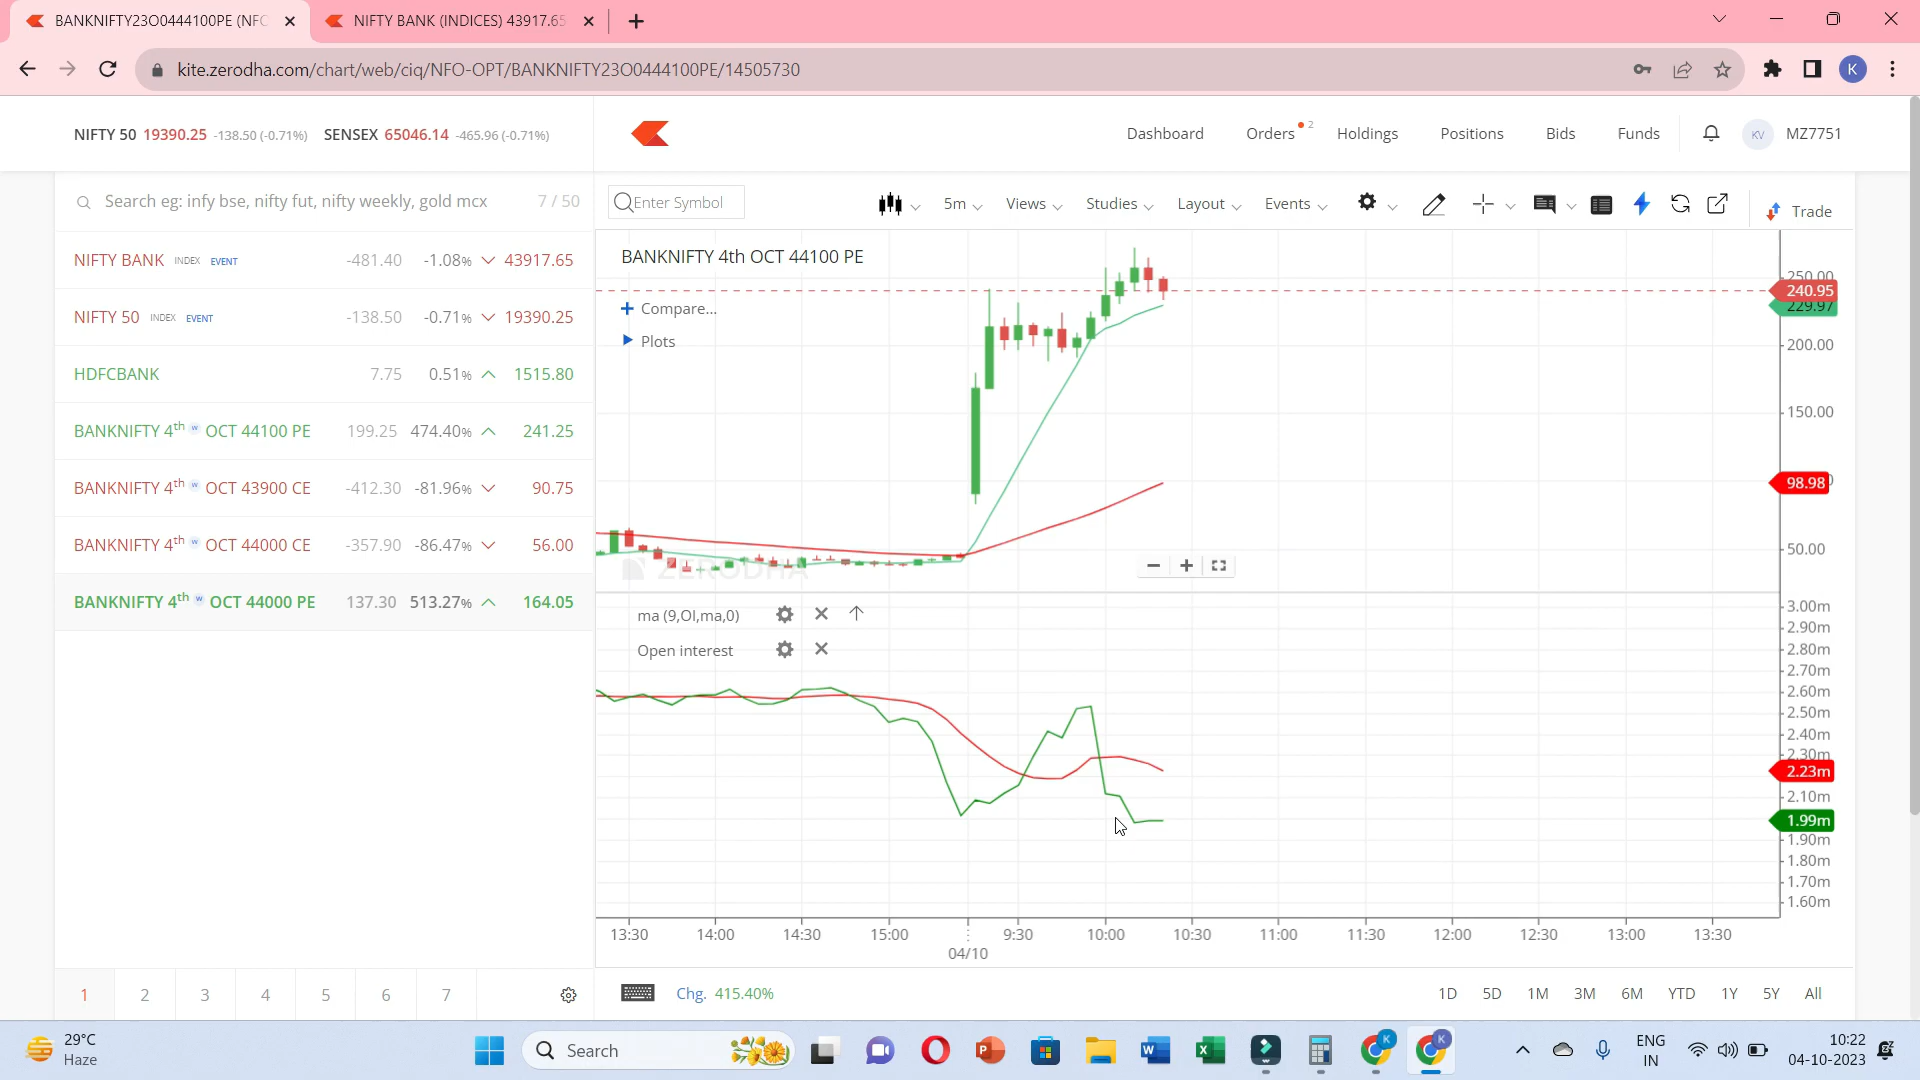 BANKNIFTY23O0444100PE (NFO
NIFTY BANK (INDICES) 43917.65
kite.zerodha.com/chart/web/ciq/NFO-OPT/BANKNIFTY23O0444100PE/14505730
K
NIFTY 50 19390.25 -138.50 (-0.71%) SENSEX 65046.14 -465.96 (-0.71%)
Dashboard Orders 2 Holdings Positions Bids Funds KV MZ7751
Search eg: infy bse, nifty fut, nifty weekly, gold mcx 7 / 50
Enter Symbol 5m Views Studies Layout Events Trade
NIFTY BANK INDEX EVENT -481.40 -1.08% 43917.65
NIFTY 50 INDEX EVENT -138.50 -0.71% 19390.25
HDFCBANK 7.75 0.51% 1515.80
BANKNIFTY 4th w OCT 44100 PE 199.25 474.40% 241.25
BANKNIFTY 4th w OCT 43900 CE -412.30 -81.96% 90.75
BANKNIFTY 4th w OCT 44000 CE -357.90 -86.47% 56.00
BANKNIFTY 4th w OCT 44000 PE 137.30 513.27% 164.05
1 2 3 4 5 6 7
BANKNIFTY 4th OCT 44100 PE
Compare...
Plots
ZERODHA
250.00
240.95
229.97
200.00
150.00
98.98
50.00
ma (9,OI,ma,0)
Open interest
3.00m
2.90m
2.80m
2.70m
2.60m
2.50m
2.40m
2.30m
2.23m
2.10m
1.99m
1.90m
1.80m
1.70m
1.60m
13:30 14:00 14:30 15:00 9:30 10:00 10:30 11:00 11:30 12:00 12:30 13:00 13:30
04/10
Chg. 415.40%
1D 5D 1M 3M 6M YTD 1Y 5Y All
29°C
Haze
Search
ENG
IN
10:22
04-10-2023